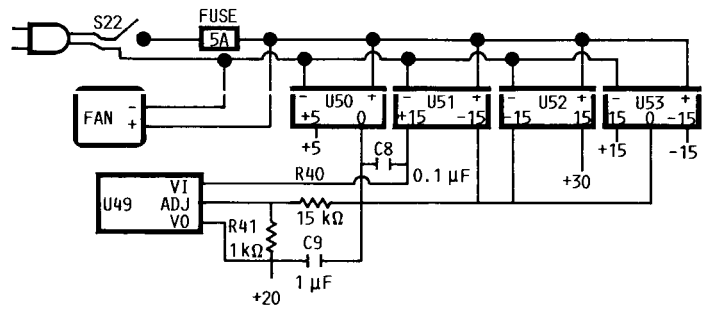 FUSE
S22
5A
FAN
-
+
- U50 +
+5 0
- U51 +
+15 -15
- U52 +
-15 15
- U53 +
15 0 -15
+5
C8
0.1 µF
+30
+15
-15
U49
VI
ADJ
VO
R40
15 kΩ
R41
1kΩ
C9
1 µF
+20